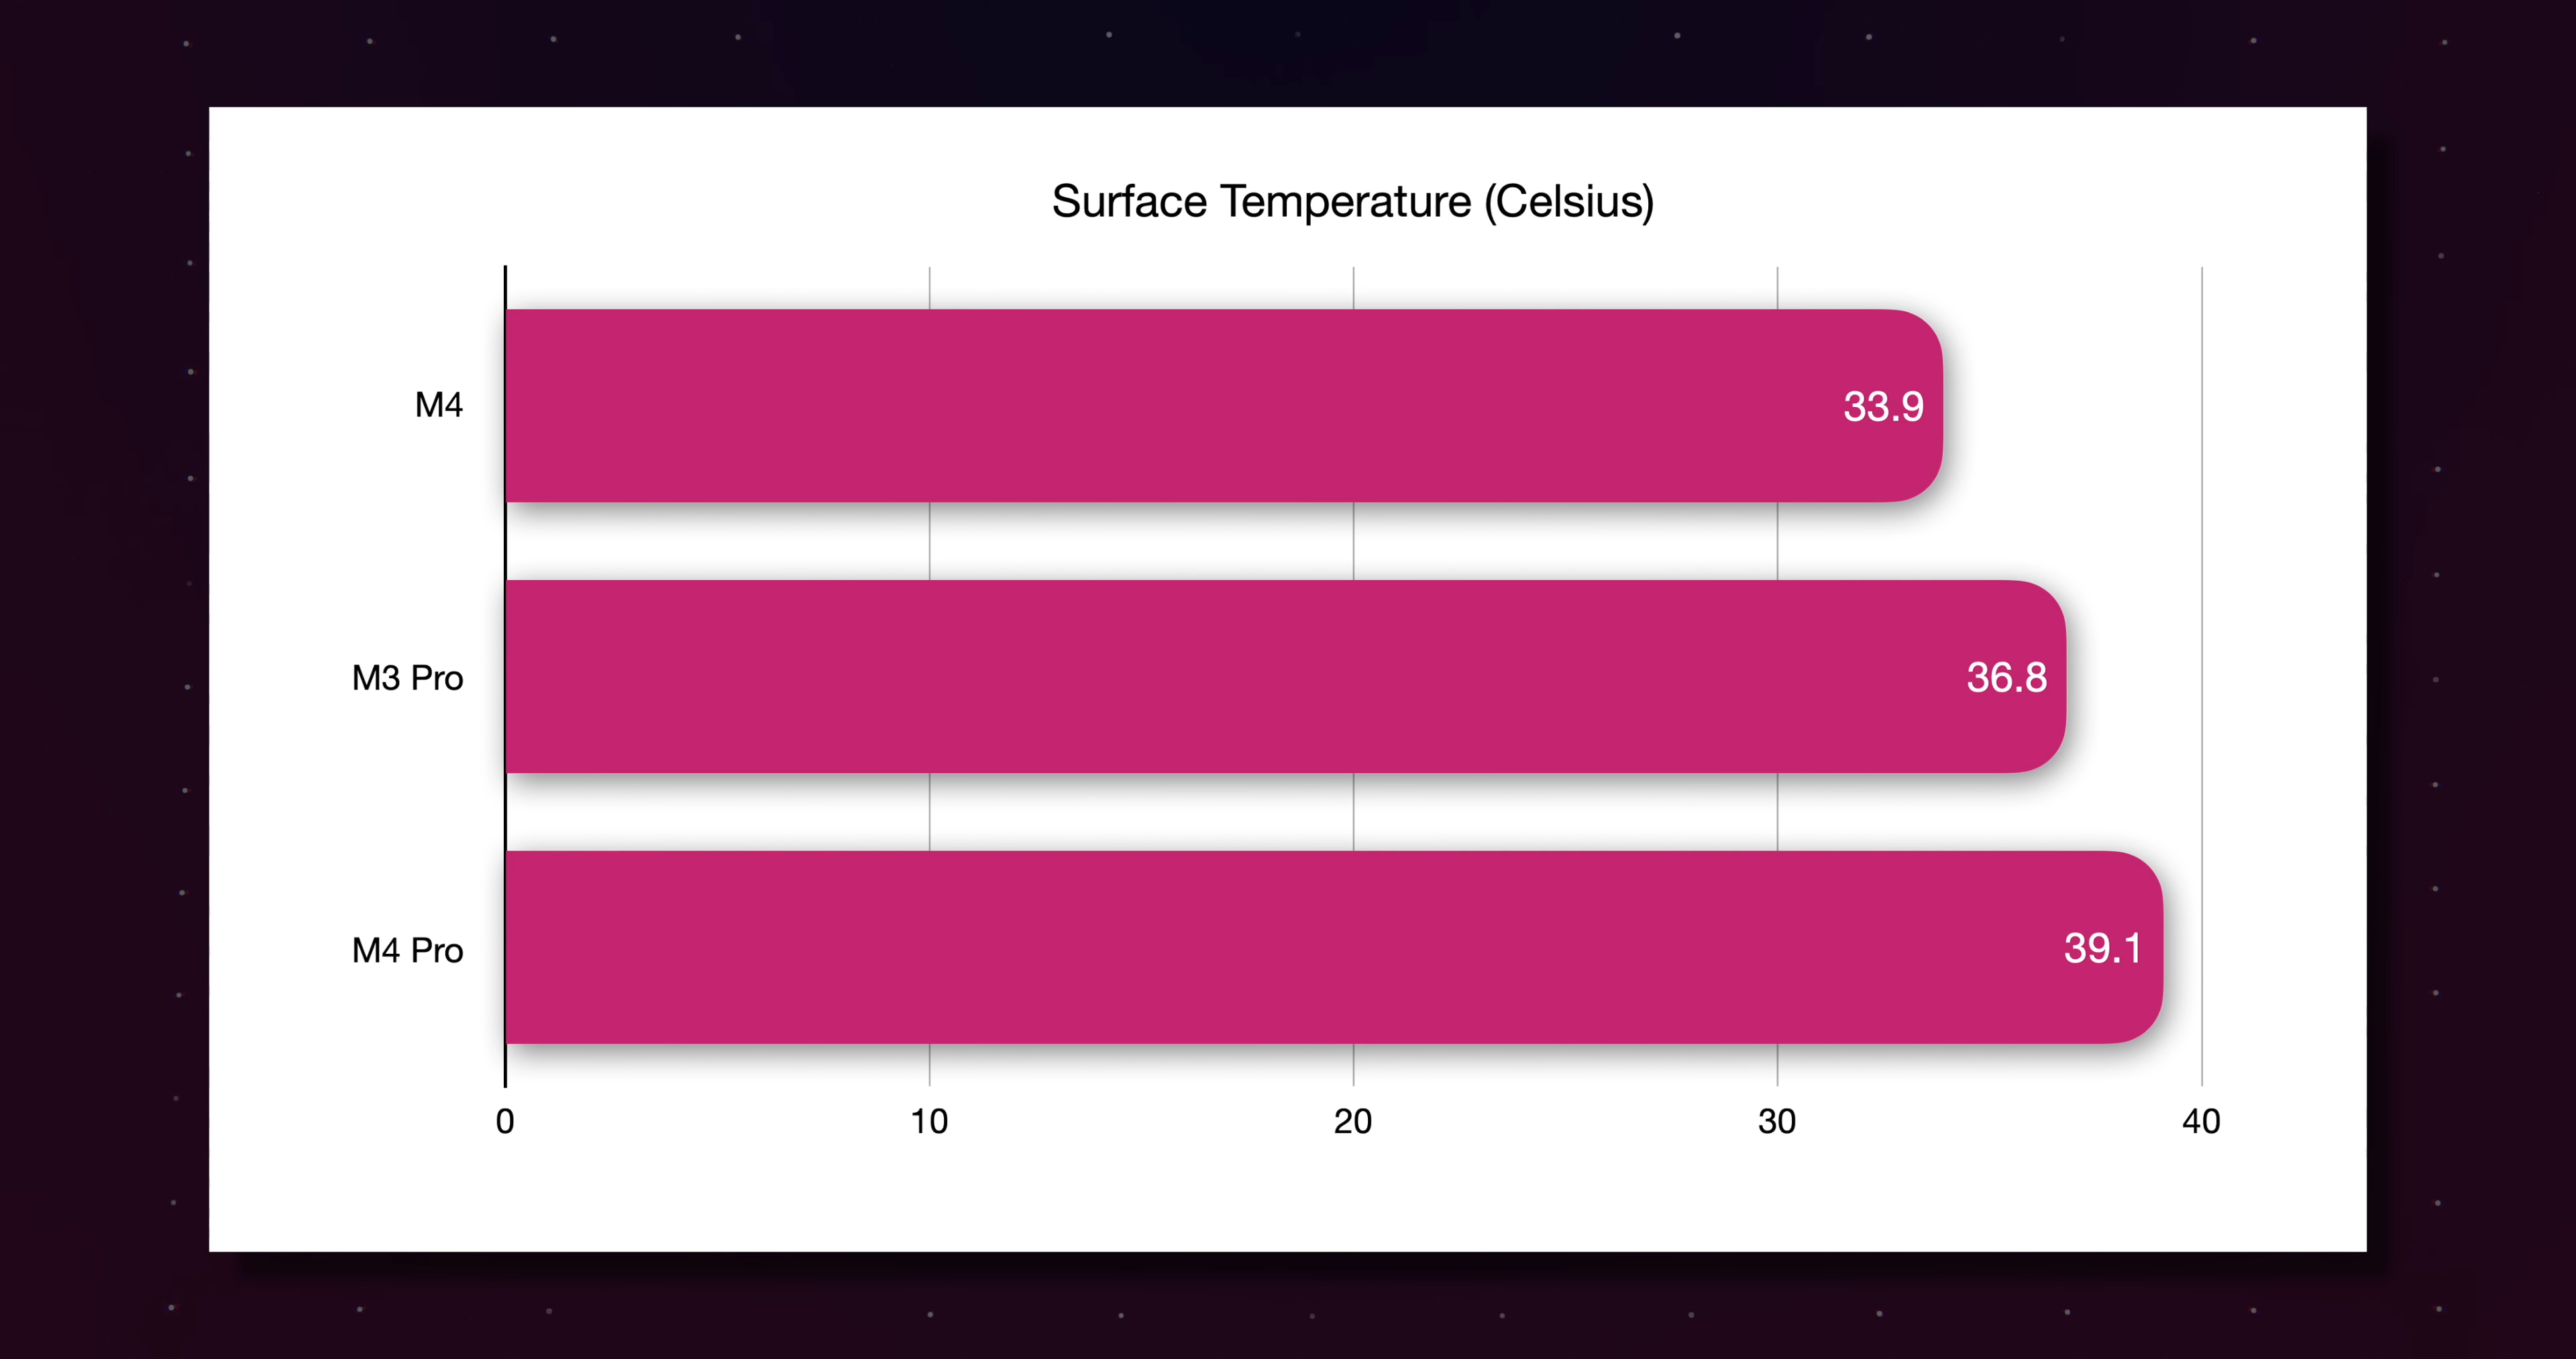 Surface Temperature (Celsius)
M4
33.9
M3 Pro
36.8
M4 Pro
39.1
0 10 20 30 40